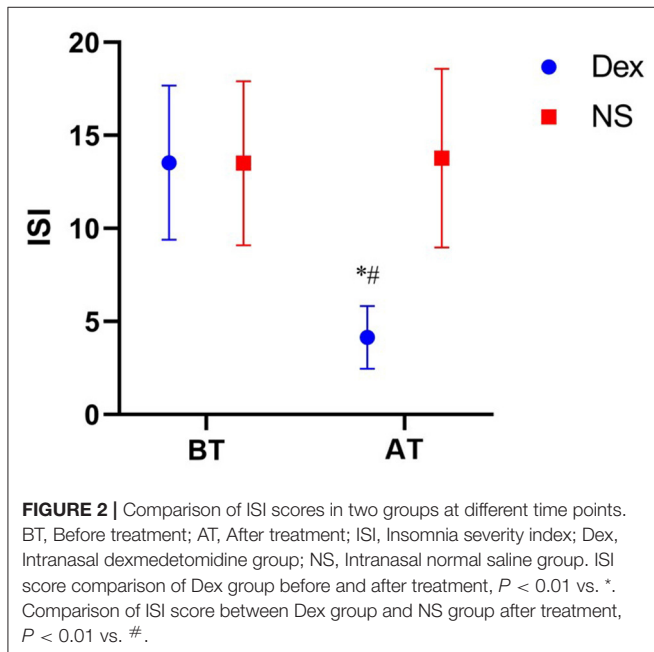 20
15
10
5
0
ISI
Dex
NS
*#
BT
AT
FIGURE 2 | Comparison of ISI scores in two groups at different time points.
BT, Before treatment; AT, After treatment; ISI, Insomnia severity index; Dex,
Intranasal dexmedetomidine group; NS, Intranasal normal saline group. ISI
score comparison of Dex group before and after treatment, P < 0.01 vs. *.
Comparison of ISI score between Dex group and NS group after treatment,
P < 0.01 vs. #.